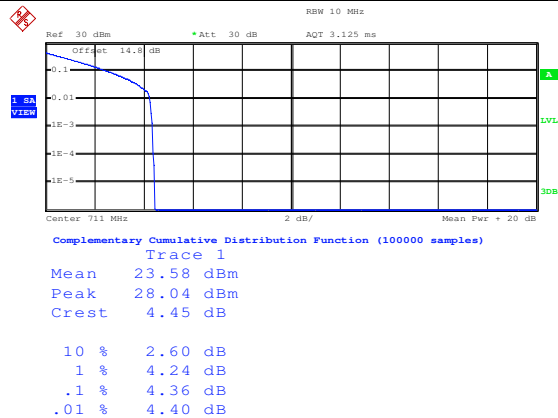 RBW 10 MHz
Ref 30 dBm *Att 30 dB AQT 3.125 ms
Offset 14.8 dB
A
0.1
0.01
1 SA
VIEW
1E-3
LVL
1E-4
1E-5
3DB
Center 711 MHz 2 dB/ Mean Pwr + 20 dB
Complementary Cumulative Distribution Function (100000 samples)
Trace 1
Mean 23.58 dBm
Peak 28.04 dBm
Crest 4.45 dB
10 % 2.60 dB
1 % 4.24 dB
.1 % 4.36 dB
.01 % 4.40 dB